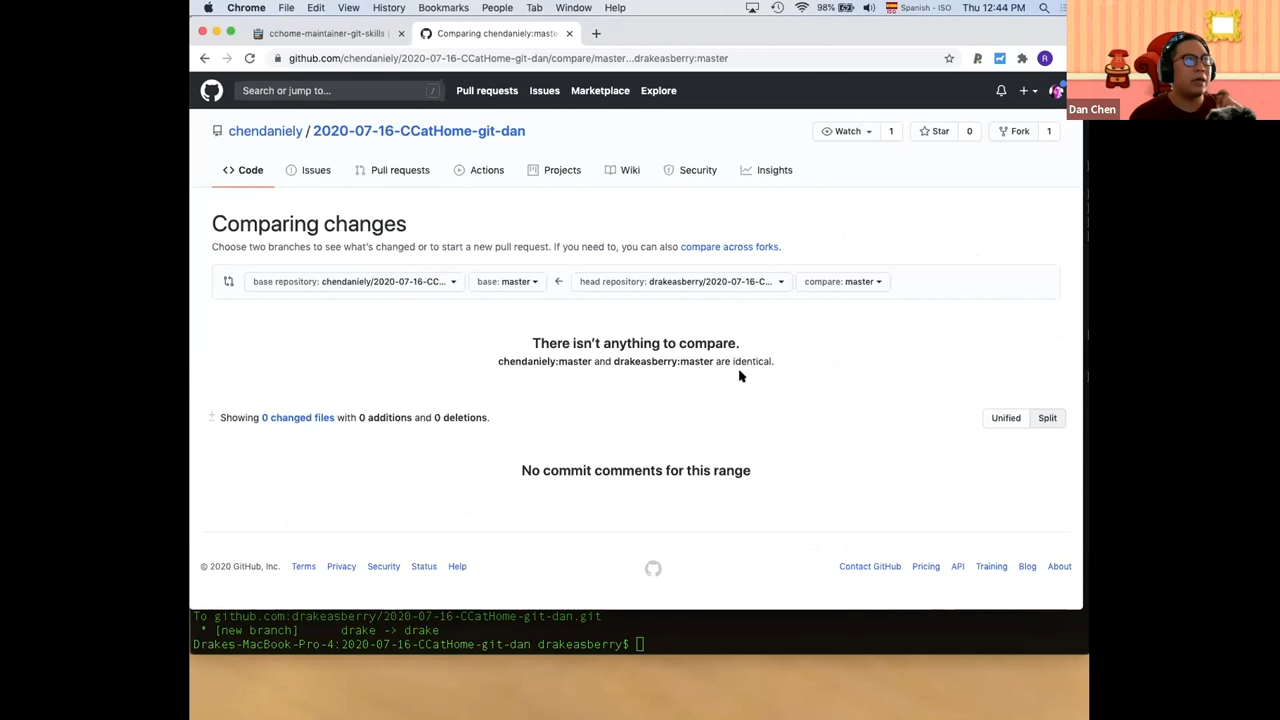 Chrome File Edit View History Bookmarks People Tab Window Help 98% Spanish - ISO Thu 12:44 PM
cchome-maintainer-git-skills Comparing chendaniely:maste
github.com/chendaniely/2020-07-16-CCatHome-git-dan/compare/master...drakeasberry:master R
Search or jump to... / Pull requests Issues Marketplace Explore
Dan Chen
chendaniely / 2020-07-16-CCatHome-git-dan Watch 1 Star 0 Fork 1
<> Code Issues Pull requests Actions Projects Wiki Security Insights
Comparing changes
Choose two branches to see what's changed or to start a new pull request. If you need to, you can also compare across forks.
base repository: chendaniely/2020-07-16-CC... base: master ← head repository: drakeasberry/2020-07-16-C... compare: master
There isn't anything to compare.
chendaniely:master and drakeasberry:master are identical.
Showing 0 changed files with 0 additions and 0 deletions. Unified Split
No commit comments for this range
© 2020 GitHub, Inc. Terms Privacy Security Status Help Contact GitHub Pricing API Training Blog About
To github.com:drakeasberry/2020-07-16-CCatHome-git-dan.git
* [new branch] drake -> drake
Drakes-MacBook-Pro-4:2020-07-16-CCatHome-git-dan drakeasberry$